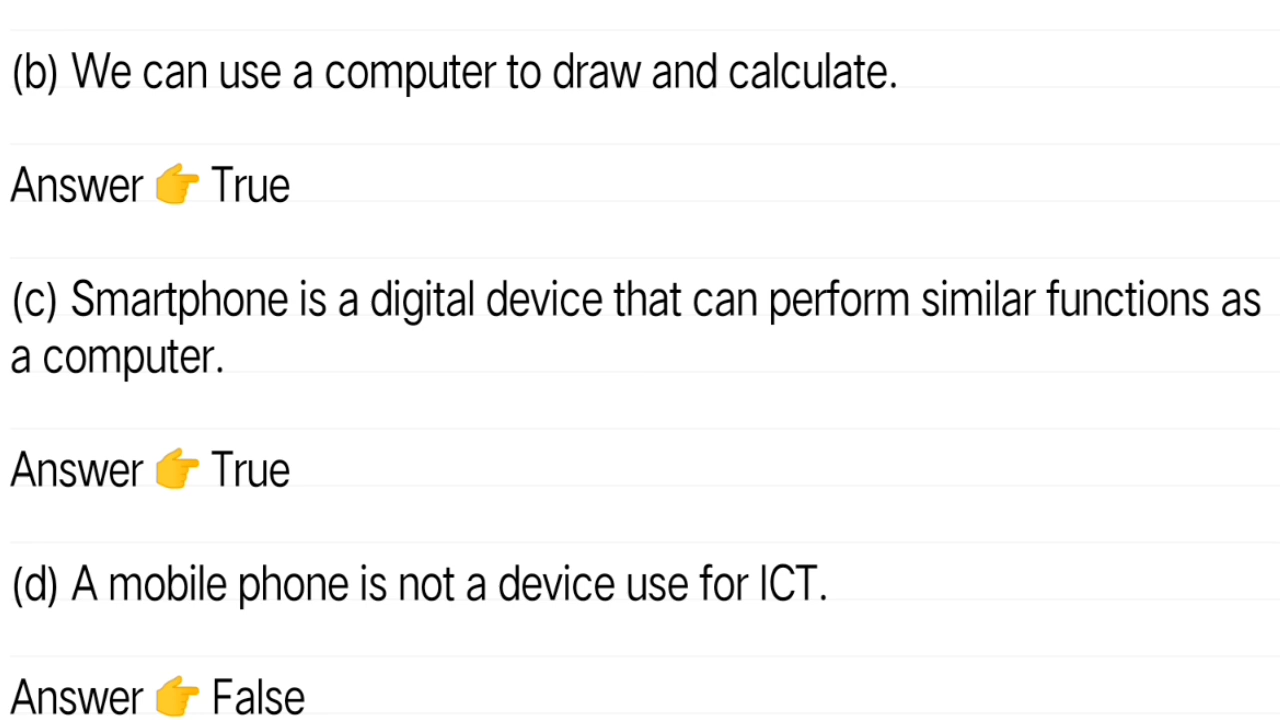 (b) We can use a computer to draw and calculate.
Answer 👉 True
(c) Smartphone is a digital device that can perform similar functions as
a computer.
Answer 👉 True
(d) A mobile phone is not a device use for ICT.
Answer 👉 False